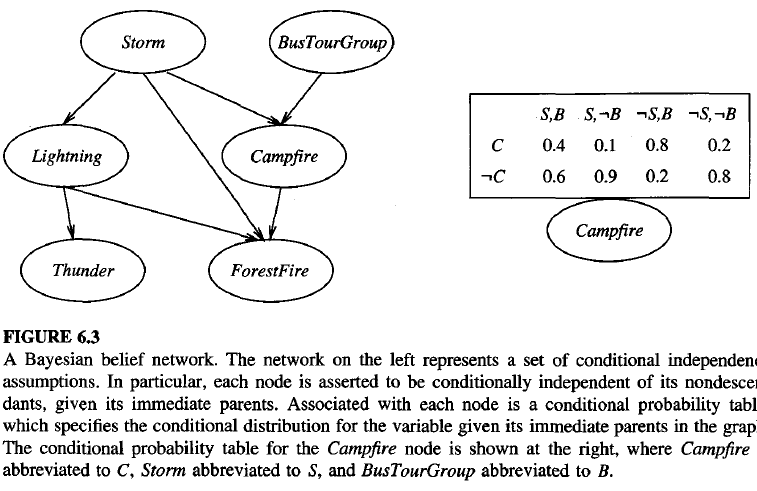 Storm BusTourGroup
S,B S,¬B ¬S,B ¬S,¬B
Lightning Campfire C 0.4 0.1 0.8 0.2
¬C 0.6 0.9 0.2 0.8
Campfire
Thunder ForestFire
FIGURE 6.3
A Bayesian belief network. The network on the left represents a set of conditional independenc
assumptions. In particular, each node is asserted to be conditionally independent of its nondescen
dants, given its immediate parents. Associated with each node is a conditional probability tabl
which specifies the conditional distribution for the variable given its immediate parents in the grap
The conditional probability table for the Campfire node is shown at the right, where Campfire
abbreviated to C, Storm abbreviated to S, and BusTourGroup abbreviated to B.